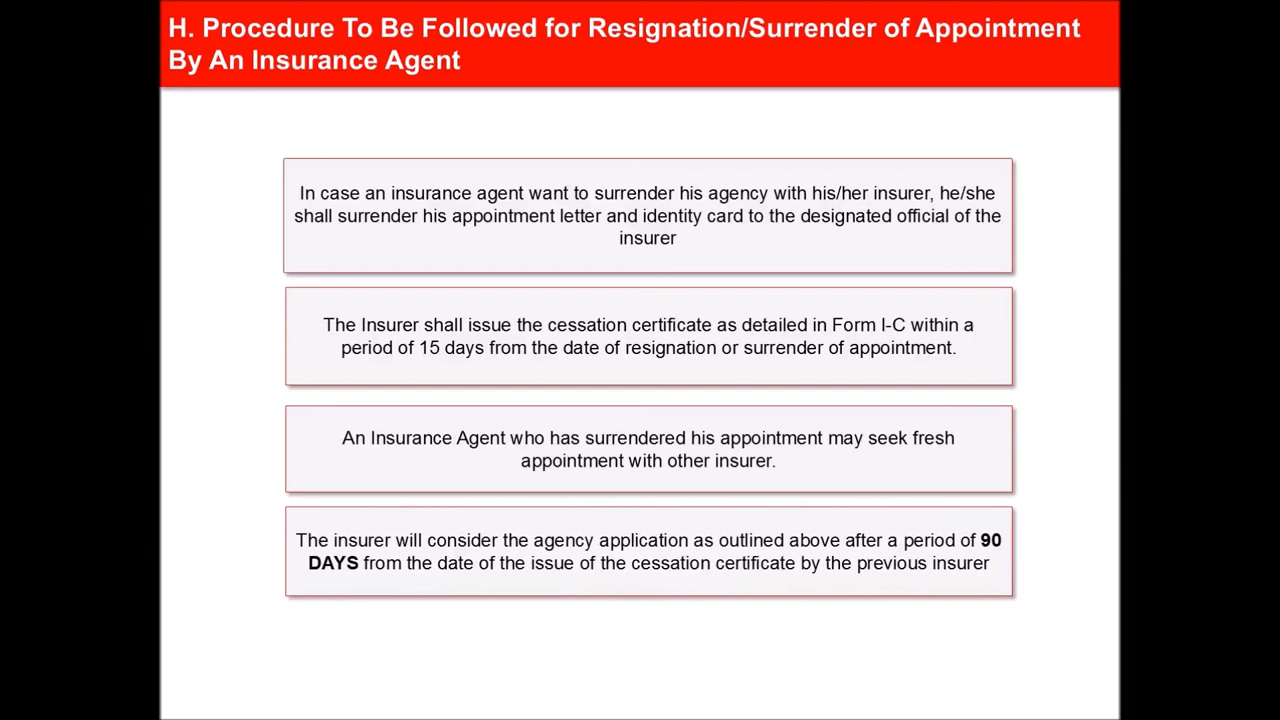 H. Procedure To Be Followed for Resignation/Surrender of Appointment
By An Insurance Agent
In case an insurance agent want to surrender his agency with his/her insurer, he/she
shall surrender his appointment letter and identity card to the designated official of the
insurer
The Insurer shall issue the cessation certificate as detailed in Form I-C within a
period of 15 days from the date of resignation or surrender of appointment.
An Insurance Agent who has surrendered his appointment may seek fresh
appointment with other insurer.
The insurer will consider the agency application as outlined above after a period of 90
DAYS from the date of the issue of the cessation certificate by the previous insurer